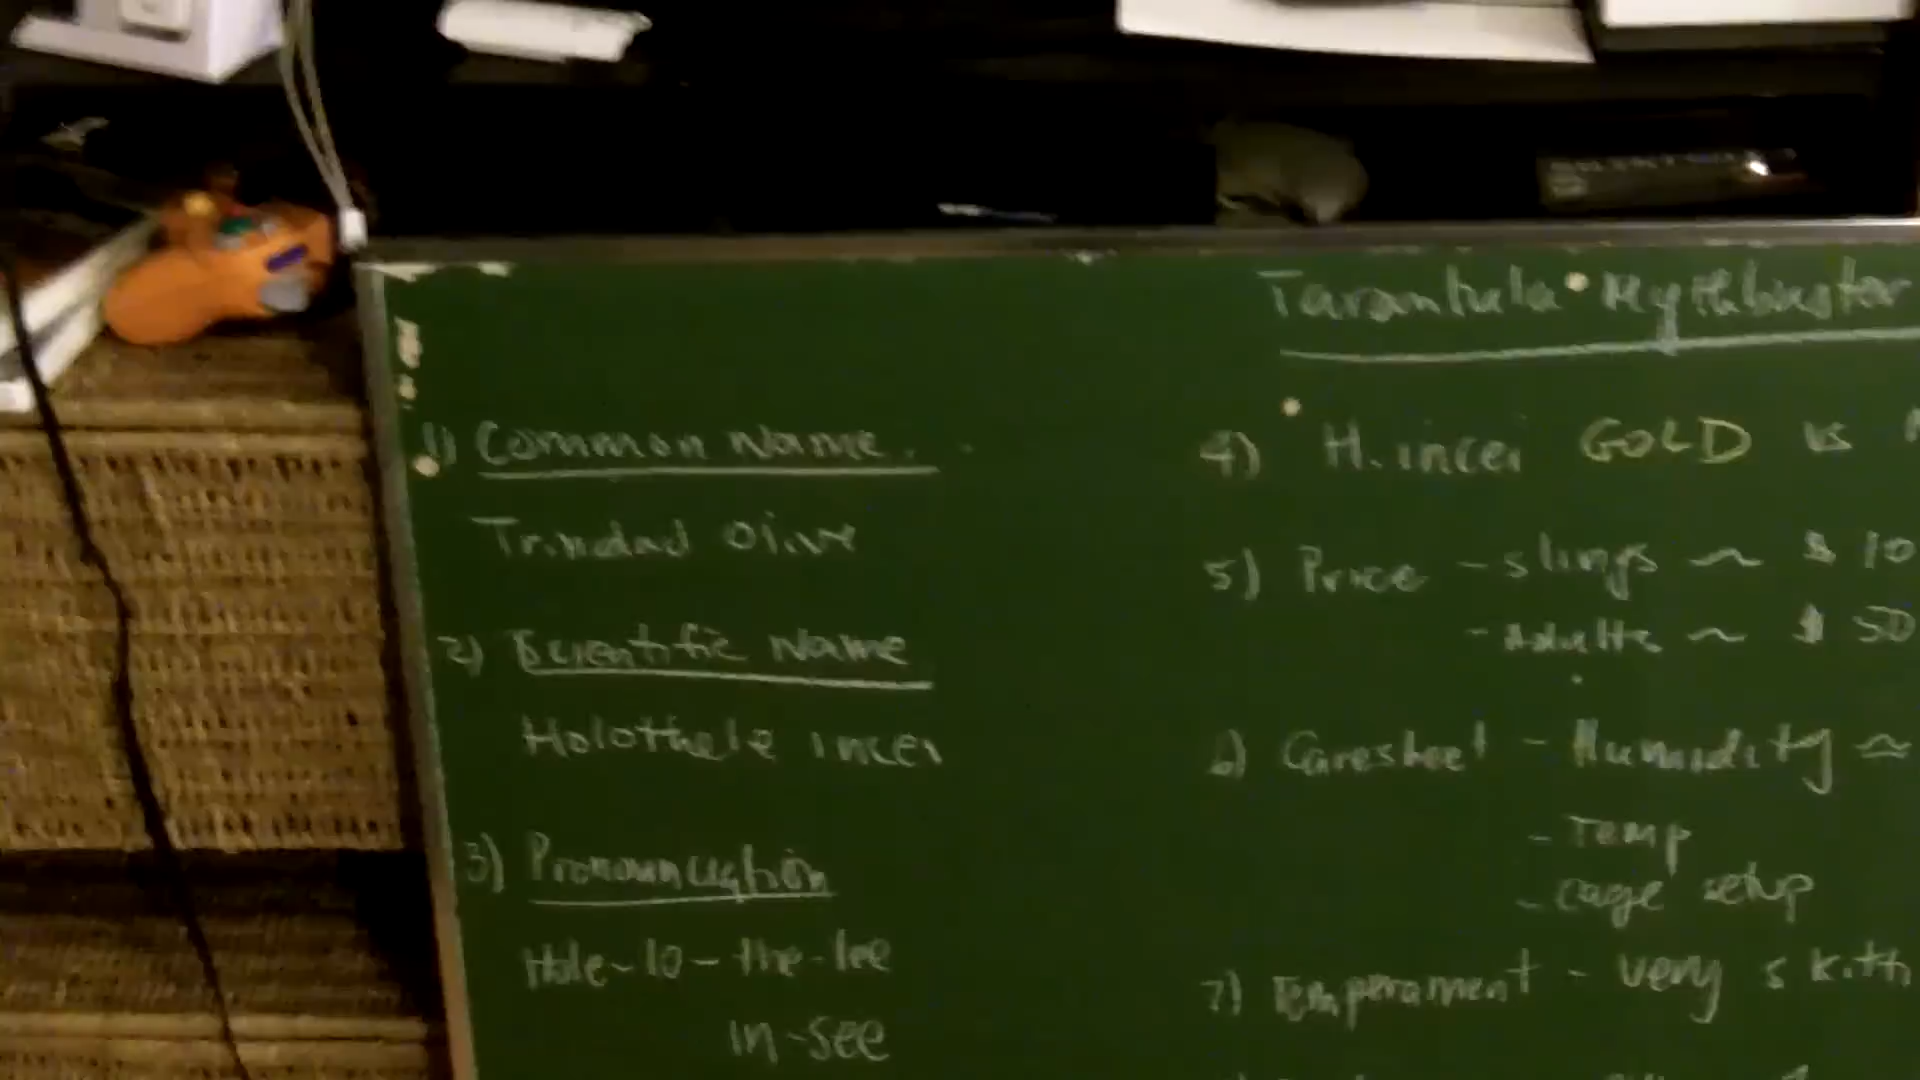 Tarantula Mythbuster
1) Common Name.
Trinidad Olive
2) Scientific Name
Holothele incei
3) Pronounciation
Hole-lo-the-lee
in-see
4) H. incei GOLD vs
5) Price - slings ~ $ 10
- Adults ~ $ 50
6) Caresheet - Humidity ≈
- Temp
- cage setup
7) Temperament - very skitti